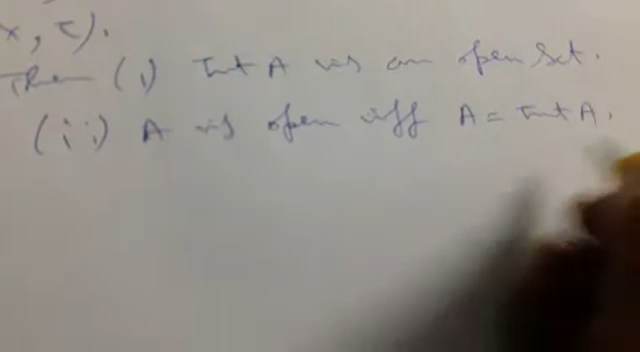 X, τ).
Then (i) Int A is an open set.
(ii) A is open iff A = Int A.